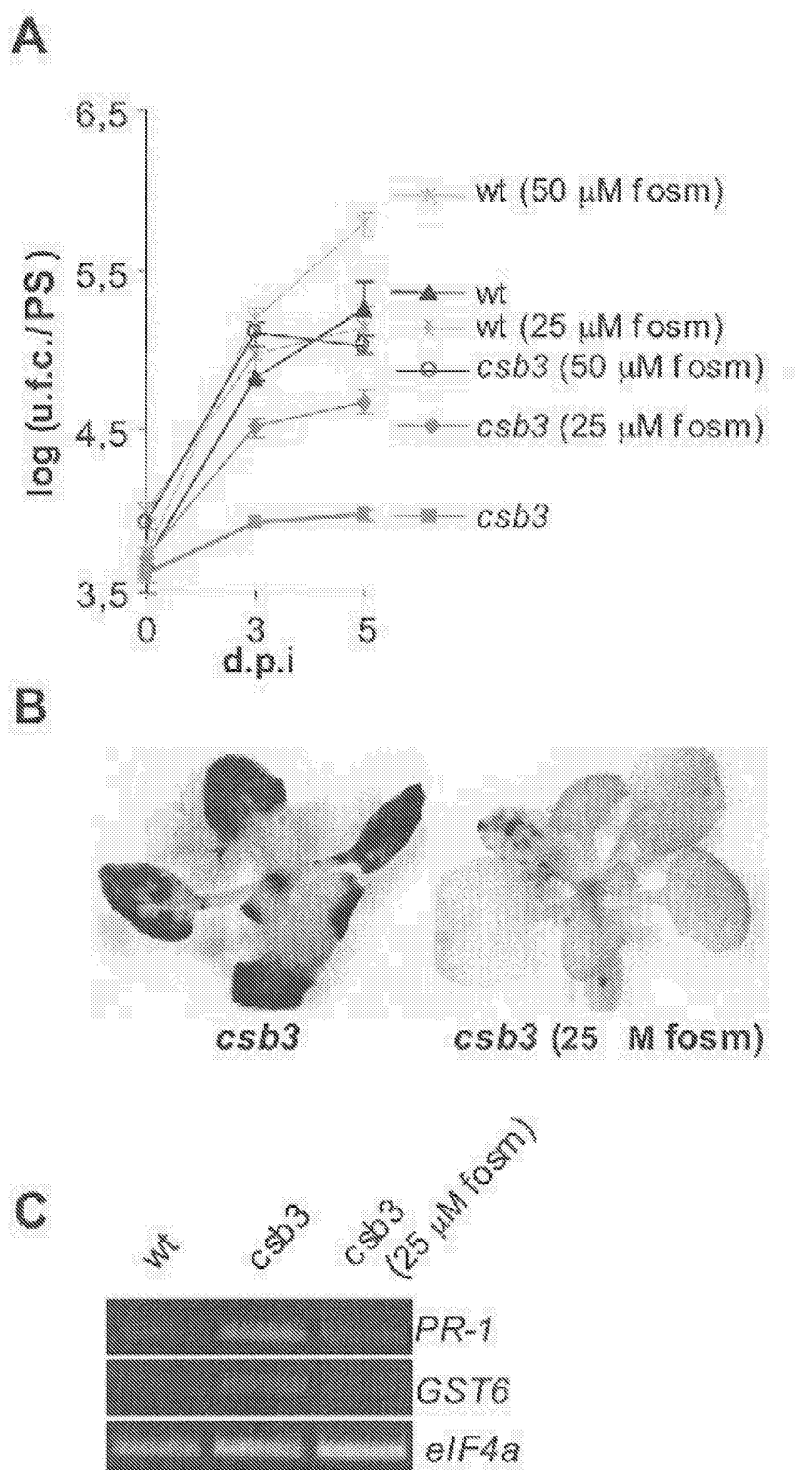 A
6,5
5,5
4,5
3,5
log (u.f.c./PS)
0 3 5
d.p.i
wt (50 µM fosm)
wt
wt (25 µM fosm)
csb3 (50 µM fosm)
csb3 (25 µM fosm)
csb3
B
csb3
csb3 (25 M fosm)
C
wt
csb3
csb3
(25 µM fosm)
PR-1
GST6
eIF4a